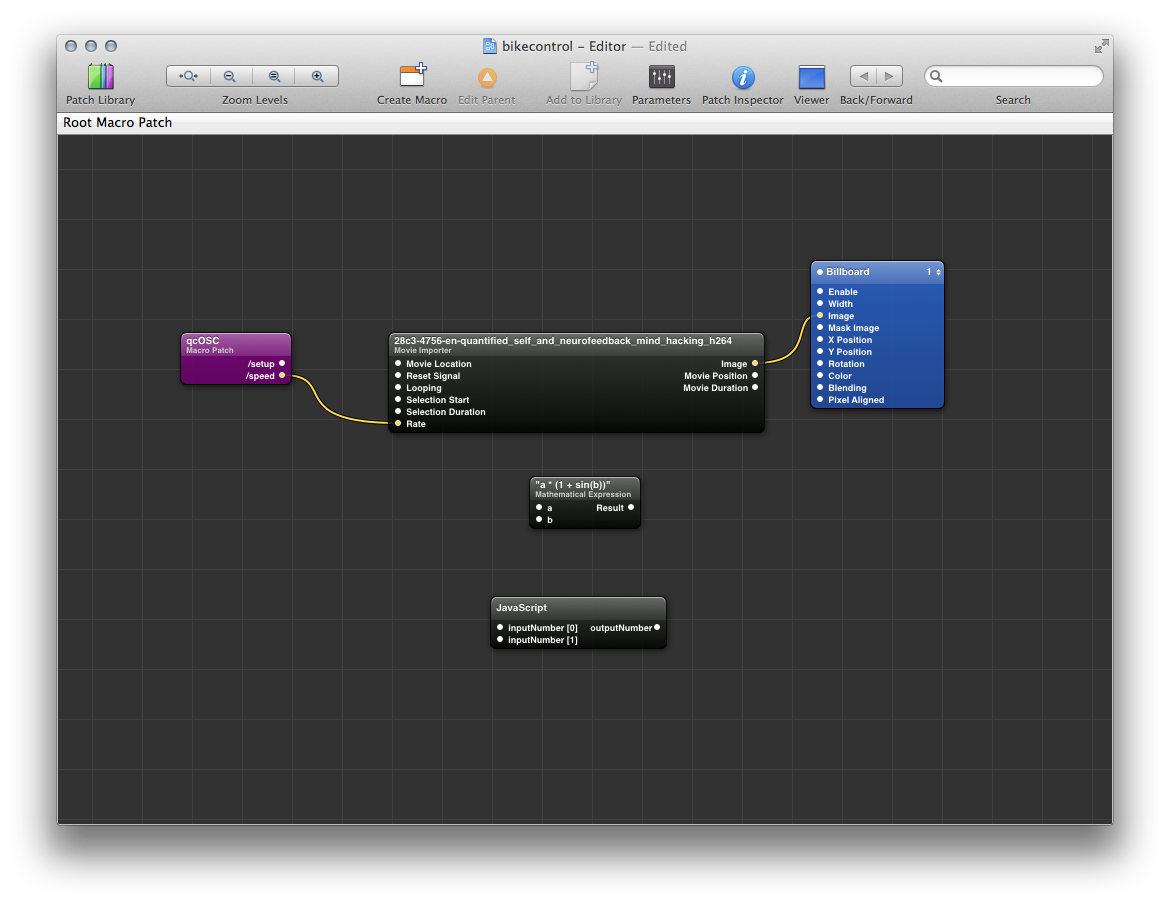 bikecontrol – Editor — Edited
Patch Library
Zoom Levels
Create Macro
Edit Parent
Add to Library
Parameters
Patch Inspector
Viewer
Back/Forward
Search
Root Macro Patch
qcOSC
Macro Patch
/setup
/speed
28c3-4756-en-quantified_self_and_neurofeedback_mind_hacking_h264
Movie Importer
Movie Location Image
Reset Signal Movie Position
Looping Movie Duration
Selection Start
Selection Duration
Rate
Billboard 1
Enable
Width
Image
Mask Image
X Position
Y Position
Rotation
Color
Blending
Pixel Aligned
"a * (1 + sin(b))"
Mathematical Expression
a Result
b
JavaScript
inputNumber [0] outputNumber
inputNumber [1]